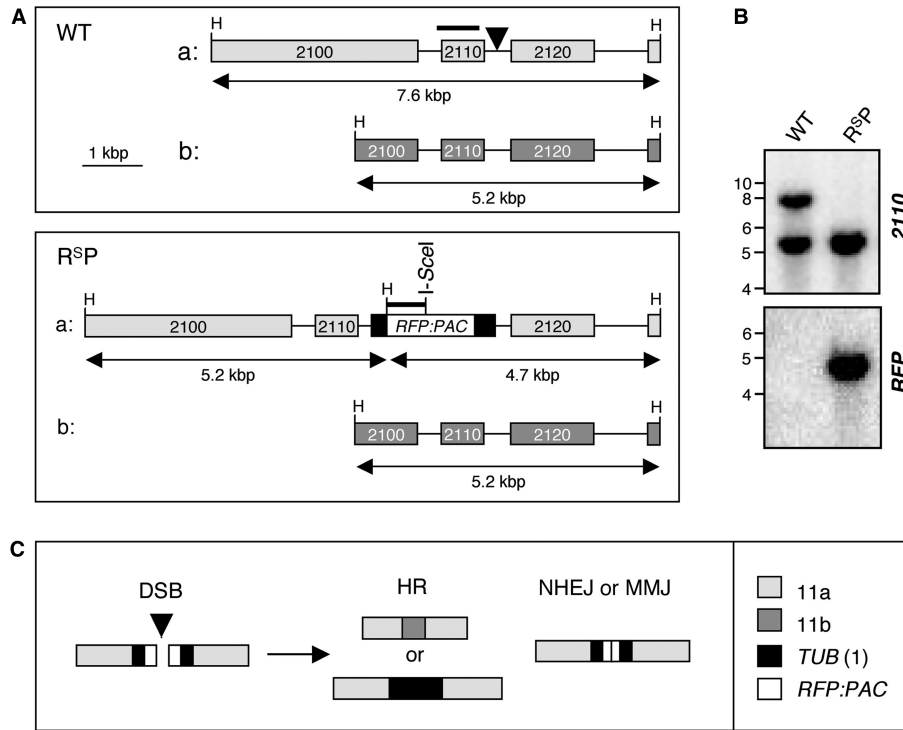 A
WT
H
H
a:
2100
2110
2120
7.6 kbp
H
H
1 kbp
b:
2100
2110
2120
5.2 kbp
RSP
H
H
I-SceI
H
a:
2100
2110
RFP:PAC
2120
5.2 kbp
4.7 kbp
H
H
b:
2100
2110
2120
5.2 kbp
B
WT
RSP
10
8
6
5
4
2110
6
5
4
RFP
C
DSB
HR
or
NHEJ or MMJ
11a
11b
TUB (1)
RFP:PAC